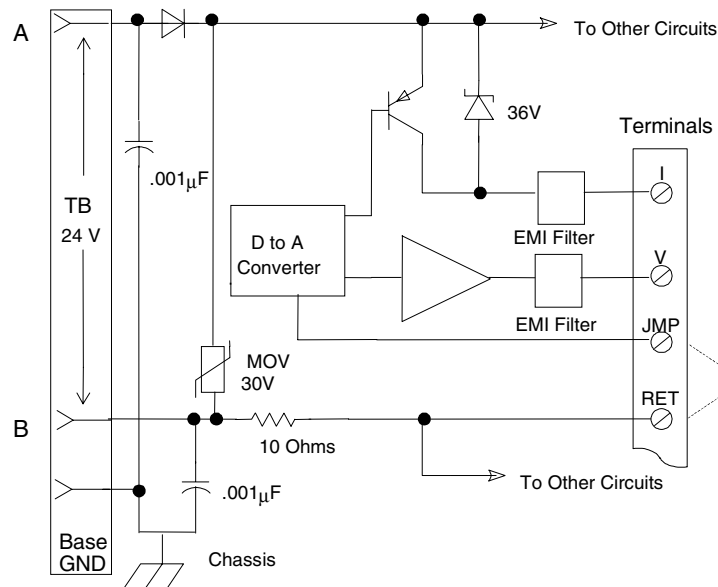 A
To Other Circuits
36V
Terminals
.001μF
I
TB
24 V
D to A
Converter
EMI Filter
V
EMI Filter
JMP
MOV
30V
RET
B
10 Ohms
.001μF
To Other Circuits
Base
GND
Chassis